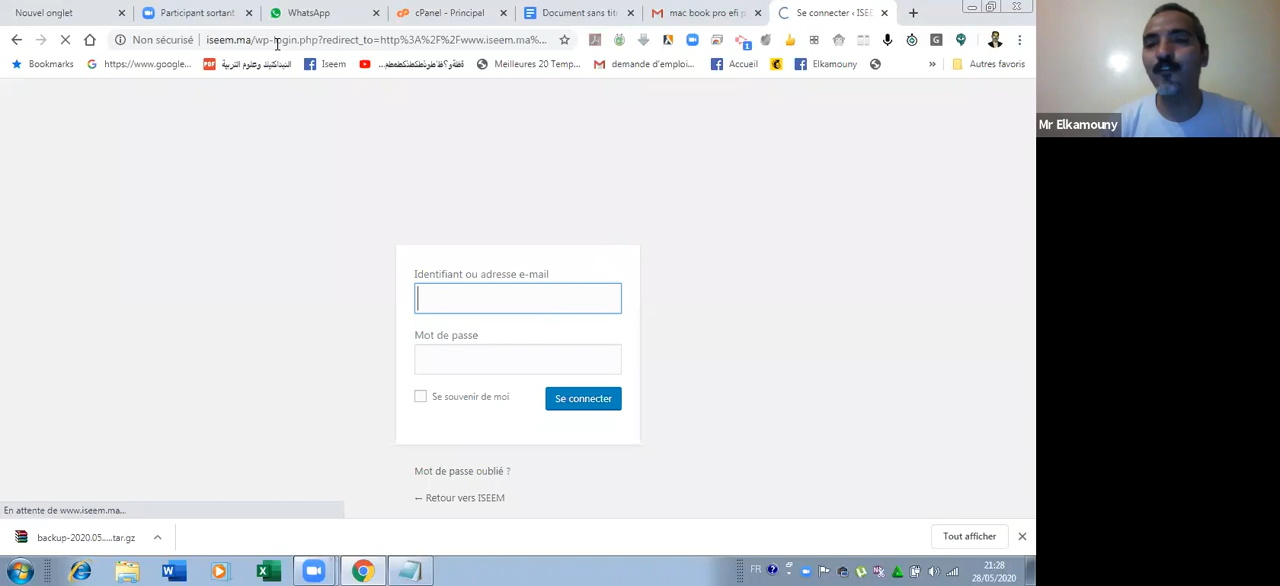 Nouvel onglet
Participant sortant
WhatsApp
cPanel - Principal
Document sans tit
mac book pro efi p
Se connecter ‹ ISEE
Non sécurisé
iseem.ma/wp-login.php?redirect_to=http%3A%2F%2Fwww.iseem.ma%...
Bookmarks
https://www.google...
Iseem
Meilleures 20 Temp...
demande d'emploi...
Accueil
Elkamouny
»
Autres favoris
Mr Elkamouny
Identifiant ou adresse e-mail
Mot de passe
Se souvenir de moi
Se connecter
Mot de passe oublié ?
← Retour vers ISEEM
En attente de www.iseem.ma...
backup-2020.05.....tar.gz
Tout afficher
FR
21:28
28/05/2020